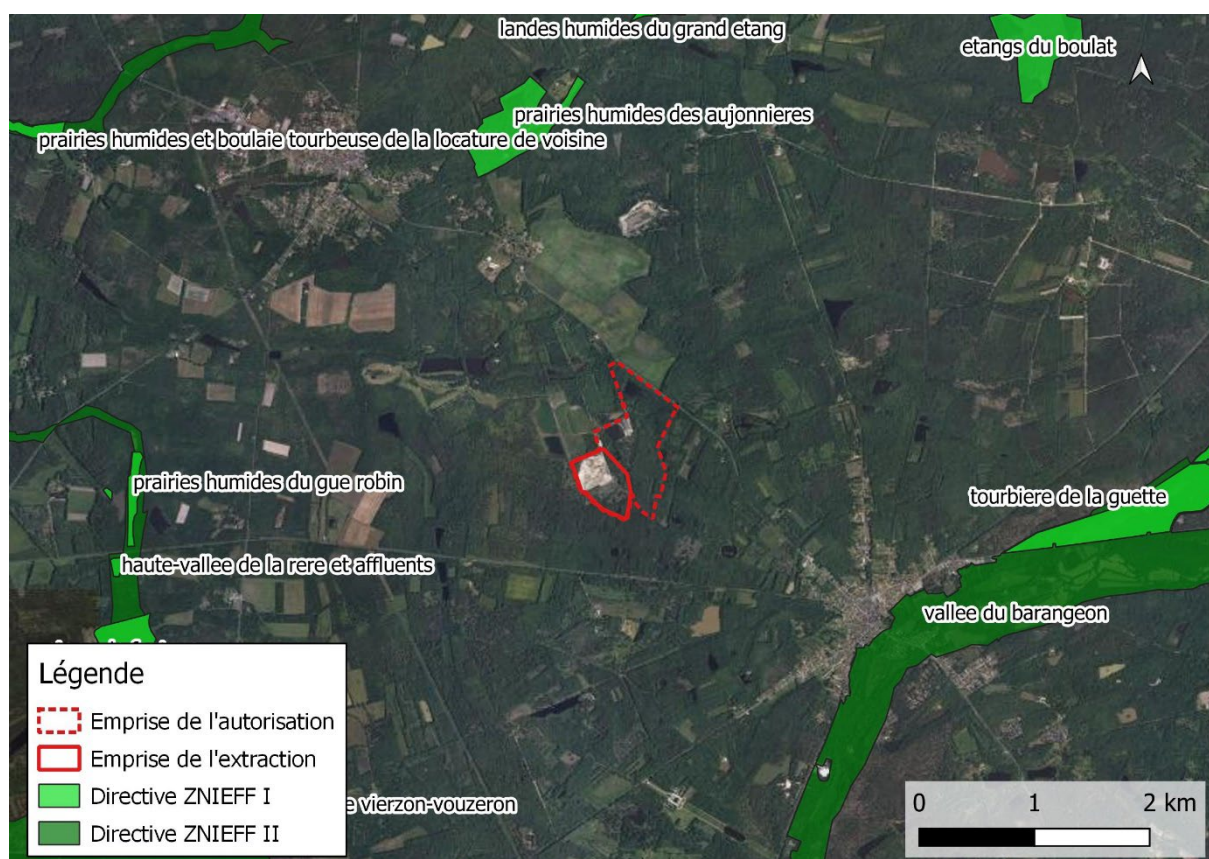 landes humides du grand etang
etangs du boulat
prairies humides des aujonnieres
prairies humides et boulaie tourbeuse de la locature de voisine
prairies humides du gue robin
tourbiere de la guette
haute-vallee de la rere et affluents
vallee du barangeon
Légende
Emprise de l'autorisation
Emprise de l'extraction
Directive ZNIEFF I
Directive ZNIEFF II
vierzon-vouzeron
0 1 2 km